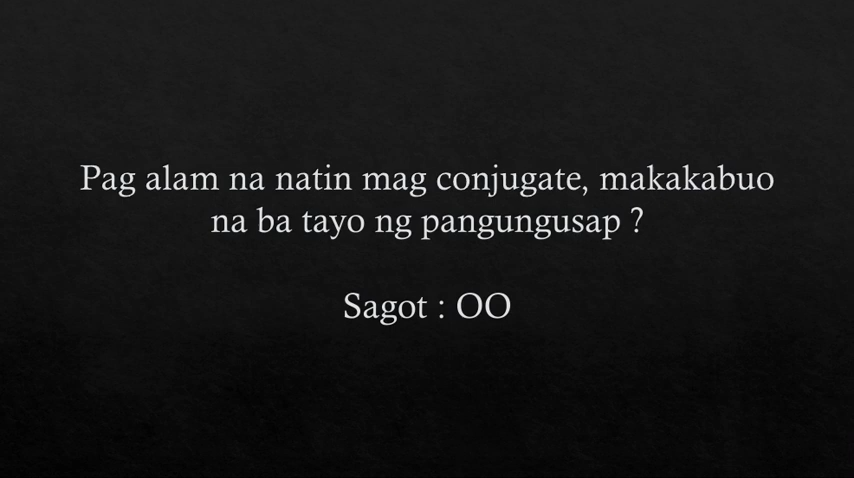 Pag alam na natin mag conjugate, makakabuo
na ba tayo ng pangungusap ?
Sagot : OO